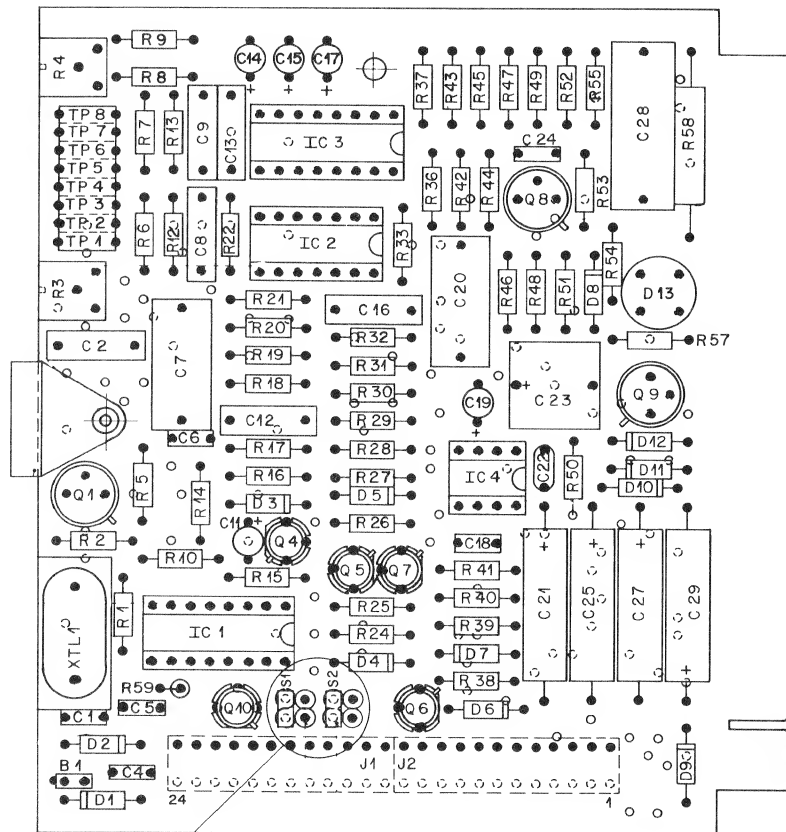 R4
R9
R8
C14
C15
C17
R37
R43
R45
R47
R49
R52
R55
C28
R58
TP8
TP7
TP6
TP5
TP4
TP3
TP2
TP1
R7
R13
C9
C13
IC3
C24
R36
R42
R44
Q8
R53
R6
R12
C8
R22
IC2
R33
C20
R46
R48
R51
D8
R54
D13
R3
R21
R20
R19
R18
C16
R32
R31
R30
R57
C2
C7
C6
C12
R29
C19
C23
Q9
R17
R16
D3
R28
R27
D5
R26
IC4
C22
R50
D12
D11
D10
Q1
R5
R14
R2
R10
C11
Q4
R15
Q5
Q7
C18
R41
R40
R39
D7
R38
D6
C21
C25
C27
C29
XTL1
R1
IC1
R25
R24
D4
R59
C1
C5
Q10
S1
S2
Q6
D2
B1
C4
D1
J1
J2
24
1
D9